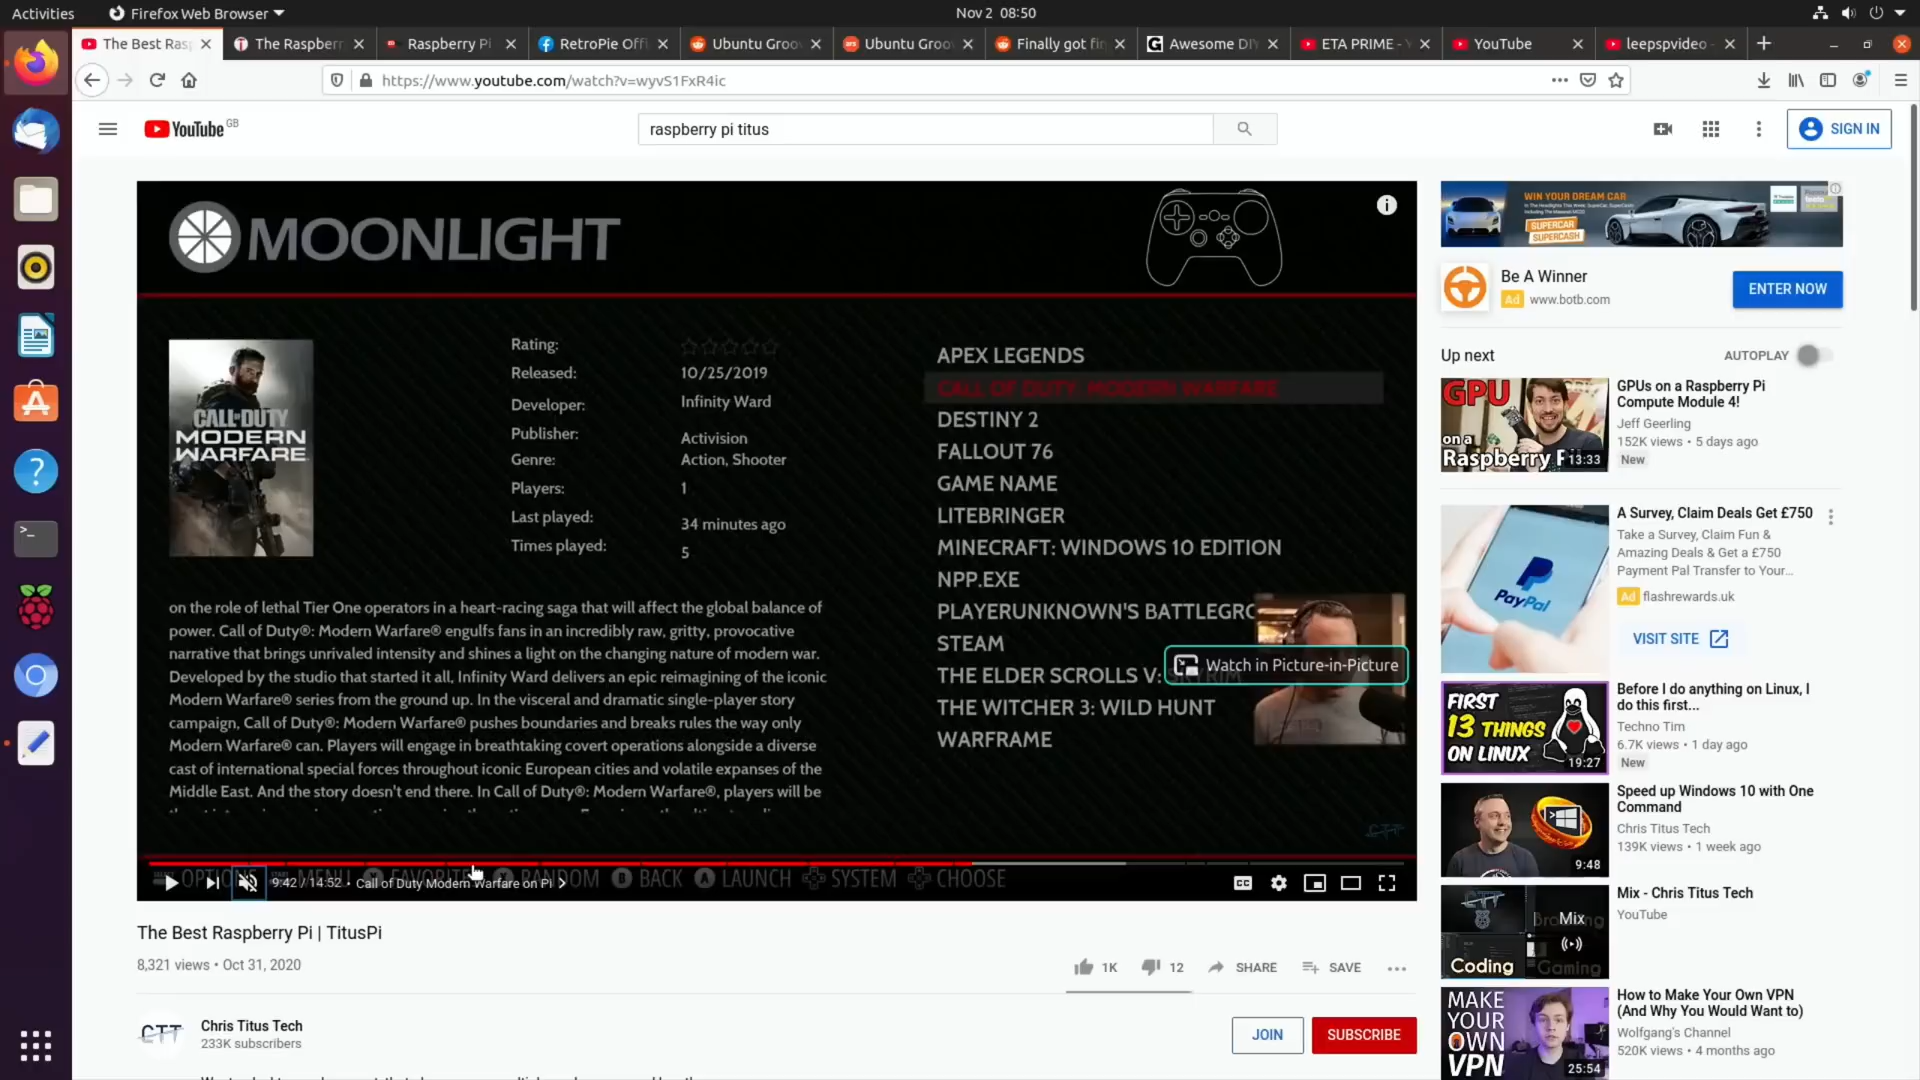 Activities
Firefox Web Browser
Nov 2 08:50
The Best Ras
The Raspber
Raspberry Pi
RetroPie Offi
Ubuntu Groo
Ubuntu Groo
Finally got fi
Awesome DI
ETA PRIME -
YouTube
leepspvideo
https://www.youtube.com/watch?v=wyvS1FxR4ic
YouTube GB
raspberry pi titus
SIGN IN
MOONLIGHT
Rating:
Released: 10/25/2019
Developer: Infinity Ward
Publisher: Activision
Genre: Action, Shooter
Players: 1
Last played: 34 minutes ago
Times played: 5
CALL OF DUTY
MODERN
WARFARE
on the role of lethal Tier One operators in a heart-racing saga that will affect the global balance of
power. Call of Duty®: Modern Warfare® engulfs fans in an incredibly raw, gritty, provocative
narrative that brings unrivaled intensity and shines a light on the changing nature of modern war.
Developed by the studio that started it all, Infinity Ward delivers an epic reimagining of the iconic
Modern Warfare® series from the ground up. In the visceral and dramatic single-player story
campaign, Call of Duty®: Modern Warfare® pushes boundaries and breaks rules the way only
Modern Warfare® can. Players will engage in breathtaking covert operations alongside a diverse
cast of international special forces throughout iconic European cities and volatile expanses of the
Middle East. And the story doesn't end there. In Call of Duty®: Modern Warfare®, players will be
APEX LEGENDS
CALL OF DUTY: MODERN WARFARE
DESTINY 2
FALLOUT 76
GAME NAME
LITEBRINGER
MINECRAFT: WINDOWS 10 EDITION
NPP.EXE
PLAYERUNKNOWN'S BATTLEGRO
STEAM
THE ELDER SCROLLS V: SKYRIM
THE WITCHER 3: WILD HUNT
WARFRAME
Watch in Picture-in-Picture
CTT
OPTIONS MENU FAVORITES RANDOM BACK LAUNCH SYSTEM CHOOSE
9:42 / 14:52 • Call of Duty Modern Warfare on Pi
CC
The Best Raspberry Pi | TitusPi
8,321 views • Oct 31, 2020
1K
12
SHARE
SAVE
CTT
Chris Titus Tech
233K subscribers
JOIN
SUBSCRIBE
WIN YOUR DREAM CAR
SUPERCAR
SUPERCASH
Be A Winner
Ad www.botb.com
ENTER NOW
Up next
AUTOPLAY
GPU
on a
Raspberry
13:33
GPUs on a Raspberry Pi
Compute Module 4!
Jeff Geerling
152K views • 5 days ago
New
PayPal
A Survey, Claim Deals Get £750
Take a Survey, Claim Fun &
Amazing Deals & Get a £750
Payment Pal Transfer to Your...
Ad flashrewards.uk
VISIT SITE
FIRST
13 THINGS
ON LINUX
19:27
Before I do anything on Linux, I
do this first...
Techno Tim
6.7K views • 1 day ago
New
9:48
Speed up Windows 10 with One
Command
Chris Titus Tech
139K views • 1 week ago
CTT
Mix
Coding
Gaming
Mix - Chris Titus Tech
YouTube
MAKE
YOUR
OWN
VPN
25:54
How to Make Your Own VPN
(And Why You Would Want to)
Wolfgang's Channel
520K views • 4 months ago